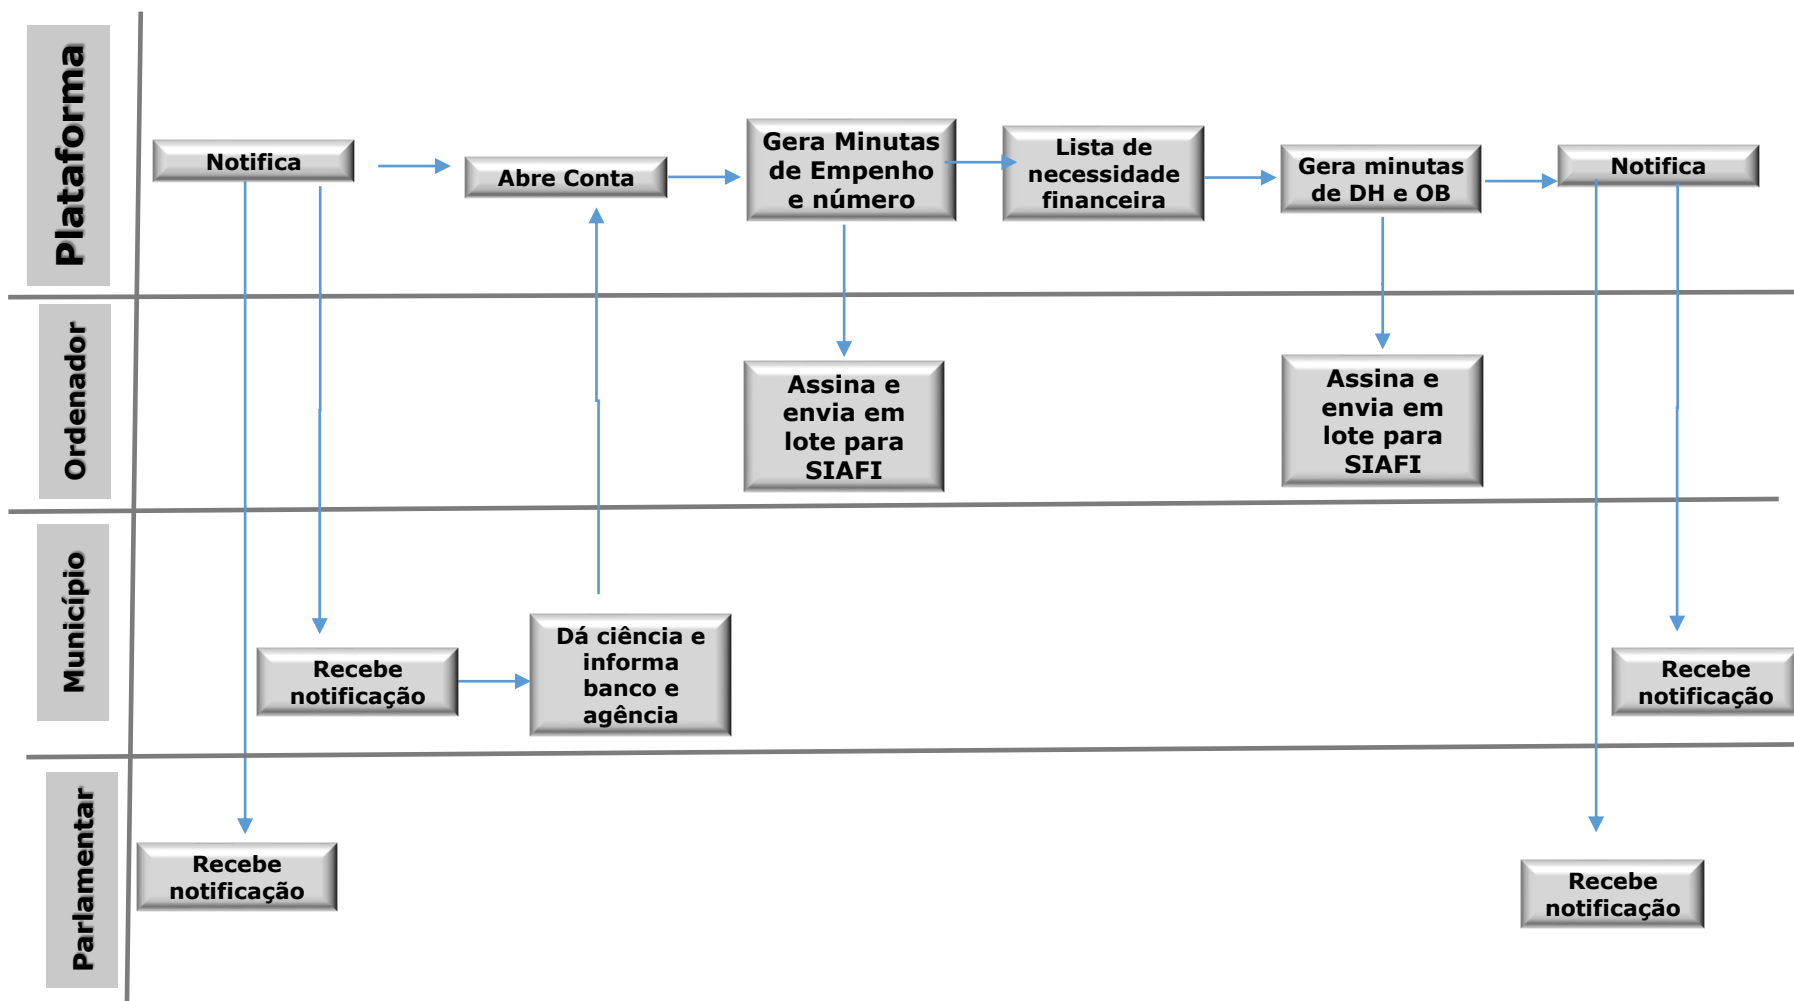 Plataforma
Notifica
Abre Conta
Gera Minutas
de Empenho
e número
Lista de
necessidade
financeira
Gera minutas
de DH e OB
Notifica
Ordenador
Assina e
envia em
lote para
SIAFI
Assina e
envia em
lote para
SIAFI
Município
Recebe
notificação
Dá ciência e
informa
banco e
agência
Recebe
notificação
Parlamentar
Recebe
notificação
Recebe
notificação